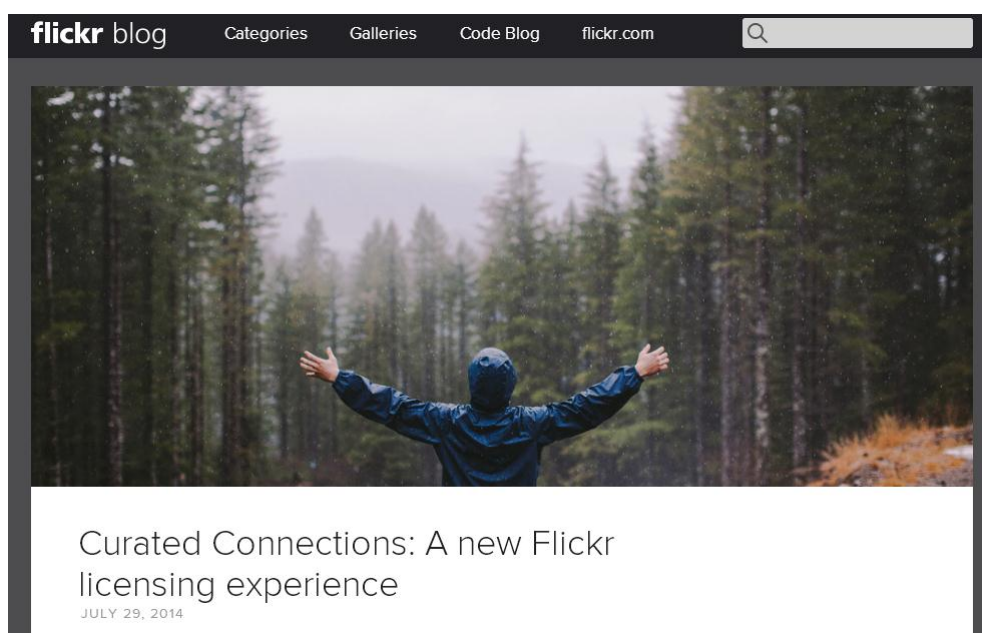 flickr blog Categories Galleries Code Blog flickr.com
Curated Connections: A new Flickr
licensing experience
JULY 29, 2014